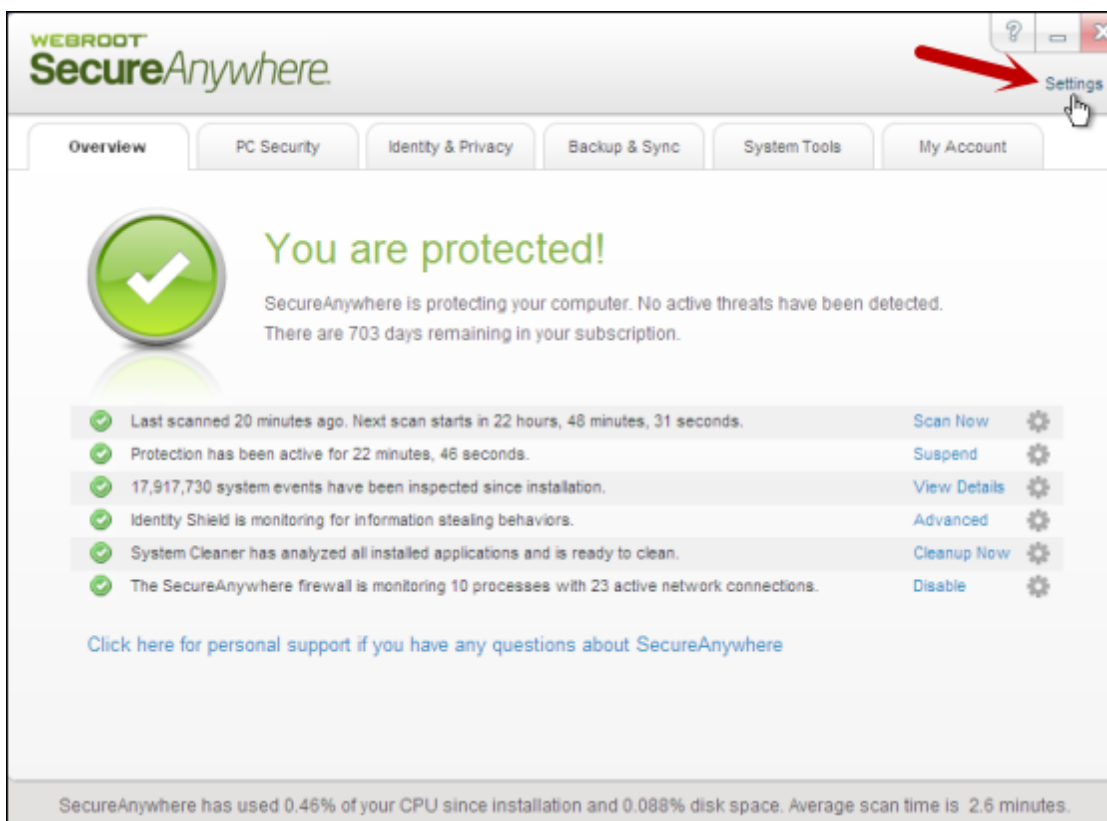 WEBROOT
SecureAnywhere
?
Settings
Overview PC Security Identity & Privacy Backup & Sync System Tools My Account
You are protected!
SecureAnywhere is protecting your computer. No active threats have been detected.
There are 703 days remaining in your subscription.
Last scanned 20 minutes ago. Next scan starts in 22 hours, 48 minutes, 31 seconds. Scan Now
Protection has been active for 22 minutes, 46 seconds. Suspend
17,917,730 system events have been inspected since installation. View Details
Identity Shield is monitoring for information stealing behaviors. Advanced
System Cleaner has analyzed all installed applications and is ready to clean. Cleanup Now
The SecureAnywhere firewall is monitoring 10 processes with 23 active network connections. Disable
Click here for personal support if you have any questions about SecureAnywhere
SecureAnywhere has used 0.46% of your CPU since installation and 0.088% disk space. Average scan time is 2.6 minutes.